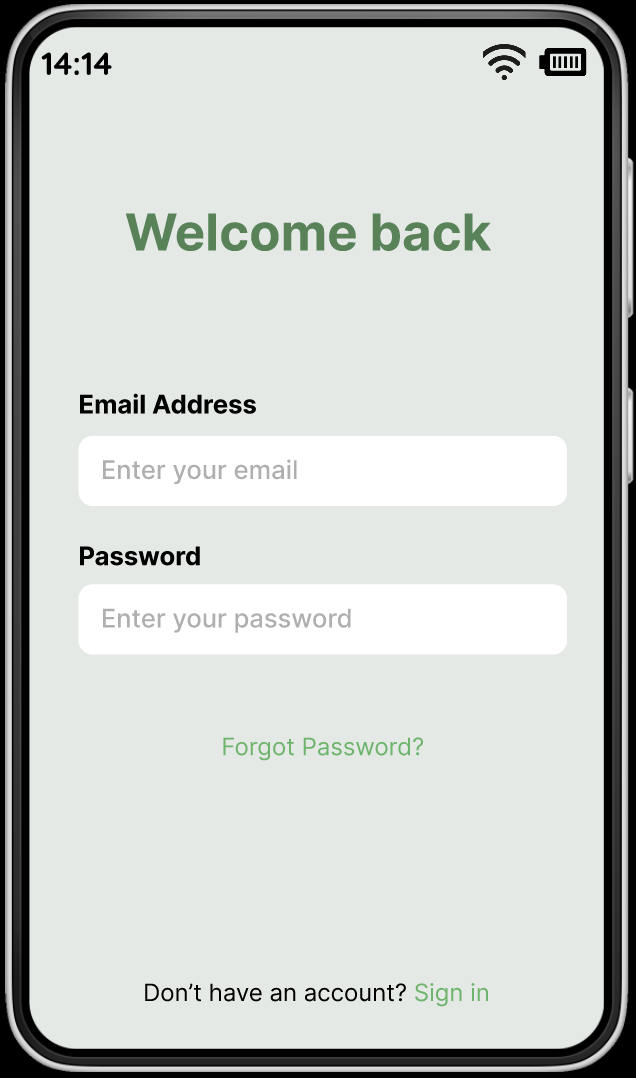 14:14
Welcome back
Email Address
Enter your email
Password
Enter your password
Forgot Password?
Don’t have an account? Sign in